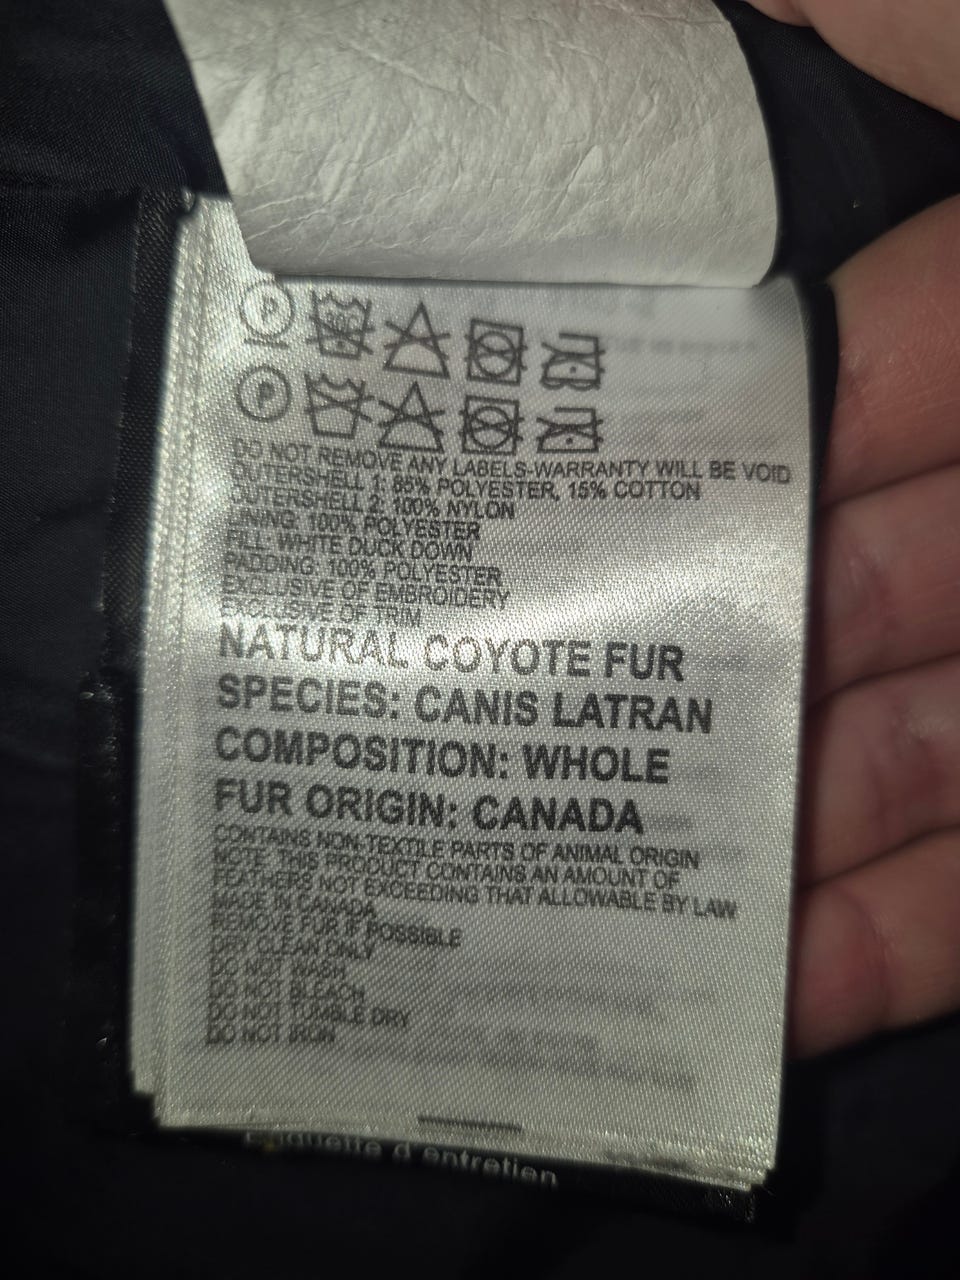 P
P
DO NOT REMOVE ANY LABELS-WARRANTY WILL BE VOID
OUTERSHELL 1: 85% POLYESTER, 15% COTTON
OUTERSHELL 2: 100% NYLON
LINING: 100% POLYESTER
FILL: WHITE DUCK DOWN
PADDING: 100% POLYESTER
EXCLUSIVE OF EMBROIDERY
EXCLUSIVE OF TRIM
NATURAL COYOTE FUR
SPECIES: CANIS LATRAN
COMPOSITION: WHOLE
FUR ORIGIN: CANADA
CONTAINS NON-TEXTILE PARTS OF ANIMAL ORIGIN
NOTE: THIS PRODUCT CONTAINS AN AMOUNT OF
FEATHERS NOT EXCEEDING THAT ALLOWABLE BY LAW
MADE IN CANADA
REMOVE FUR IF POSSIBLE
DRY CLEAN ONLY
DO NOT WASH
DO NOT BLEACH
DO NOT TUMBLE DRY
DO NOT IRON
d'entretien